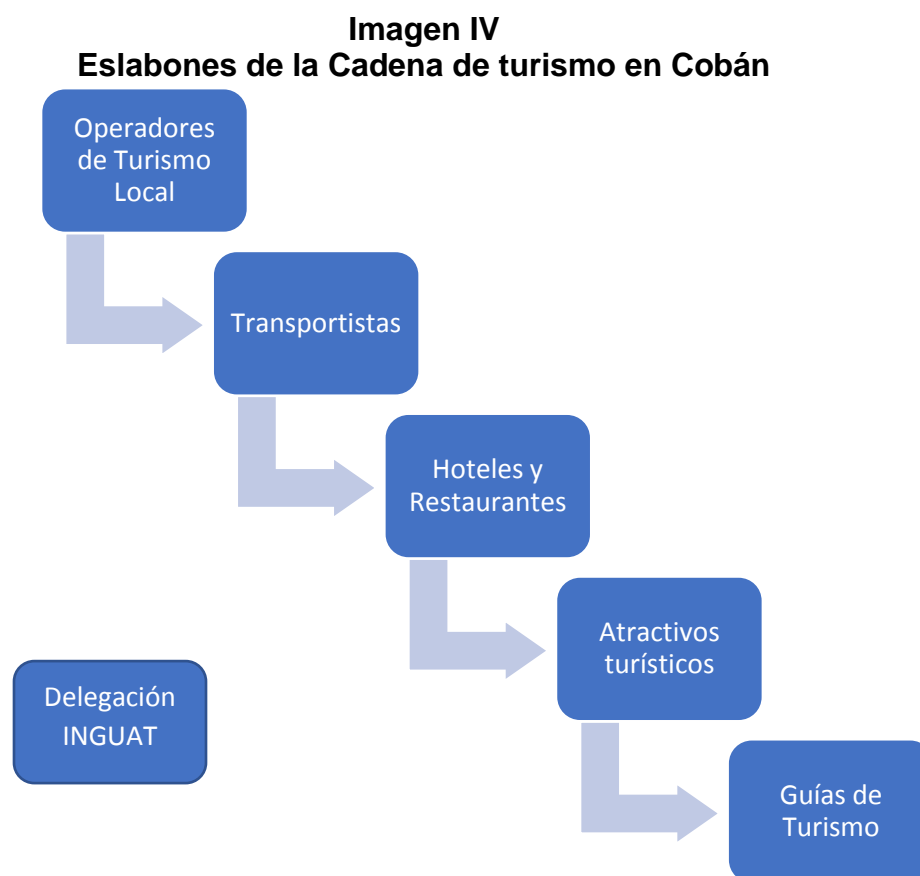 Imagen IV
Eslabones de la Cadena de turismo en Cobán
Operadores
de Turismo
Local
Transportistas
Hoteles y
Restaurantes
Atractivos
turísticos
Delegación
INGUAT
Guías de
Turismo